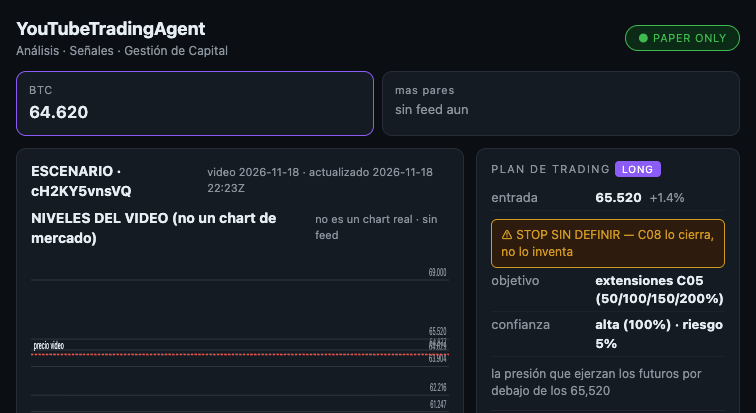 YouTubeTradingAgent
Análisis · Señales · Gestión de Capital
PAPER ONLY
BTC
64.620
mas pares
sin feed aun
ESCENARIO ·
cH2KY5vnsVQ
video 2026-11-18 · actualizado 2026-11-18
22:23Z
NIVELES DEL VIDEO (no un chart de
mercado)
no es un chart real · sin
feed
69.000
65.520
precio vídeo
63.904
62.216
61.247
PLAN DE TRADING LONG
entrada 65.520 +1.4%
⚠ STOP SIN DEFINIR — C08 lo cierra,
no lo inventa
objetivo extensiones C05
(50/100/150/200%)
confianza alta (100%) · riesgo
5%
la presión que ejerzan los futuros por
debajo de los 65,520